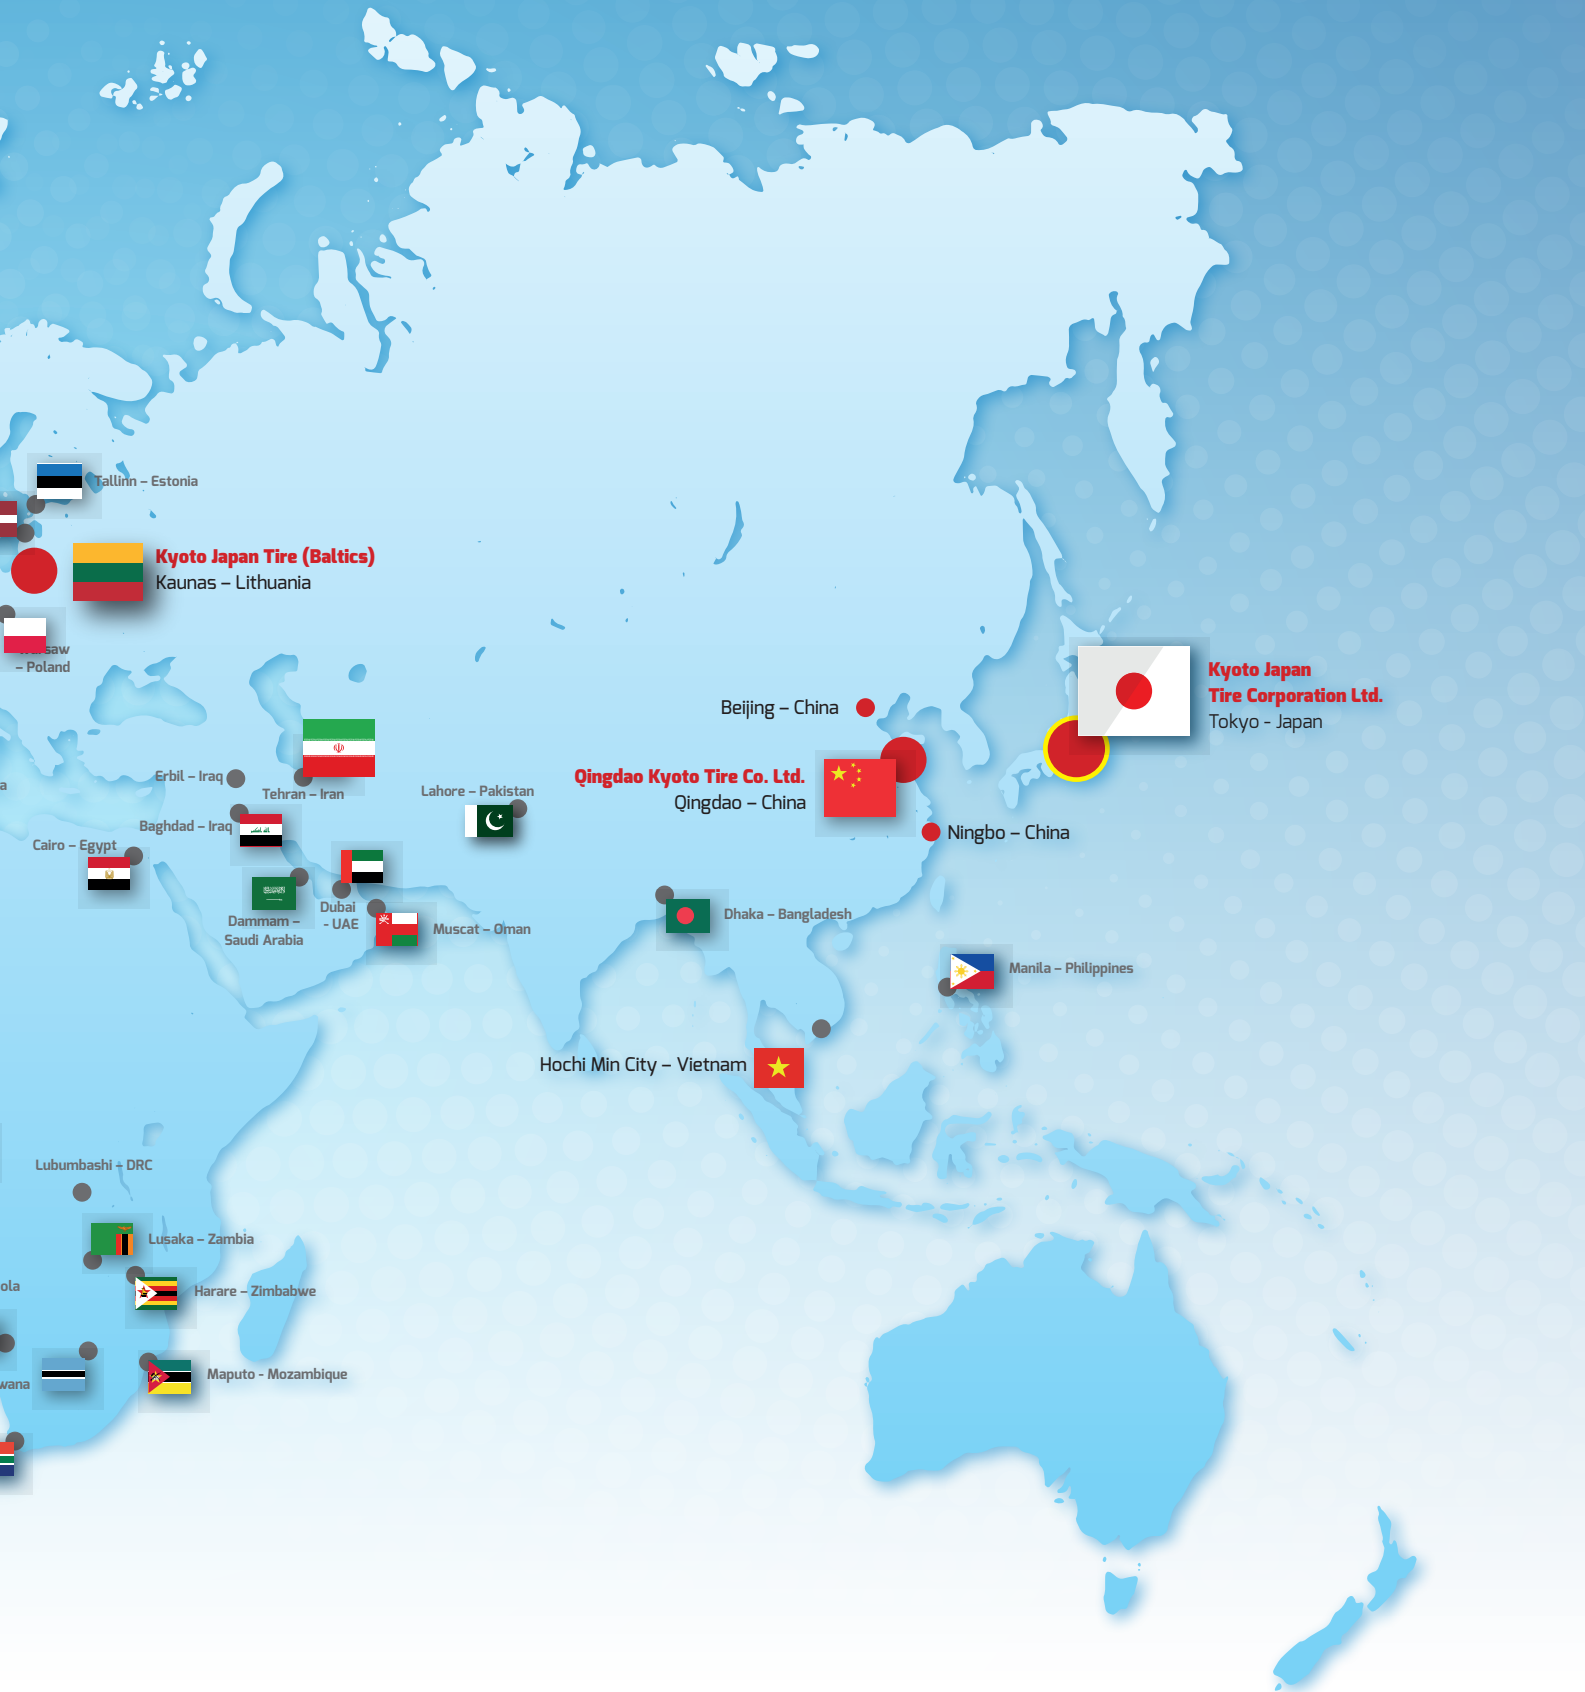 Tallinn – Estonia
Kyoto Japan Tire (Baltics)
Kaunas – Lithuania
Warsaw
– Poland
Kyoto Japan
Tire Corporation Ltd.
Tokyo - Japan
Beijing – China
Qingdao Kyoto Tire Co. Ltd.
Qingdao – China
Ningbo – China
a
Erbil – Iraq
Tehran – Iran
Lahore – Pakistan
Baghdad – Iraq
Cairo – Egypt
Dubai
- UAE
Dammam –
Saudi Arabia
Muscat – Oman
Dhaka – Bangladesh
Manila – Philippines
Hochi Min City – Vietnam
Lubumbashi – DRC
Lusaka – Zambia
ola
Harare – Zimbabwe
wana
Maputo - Mozambique